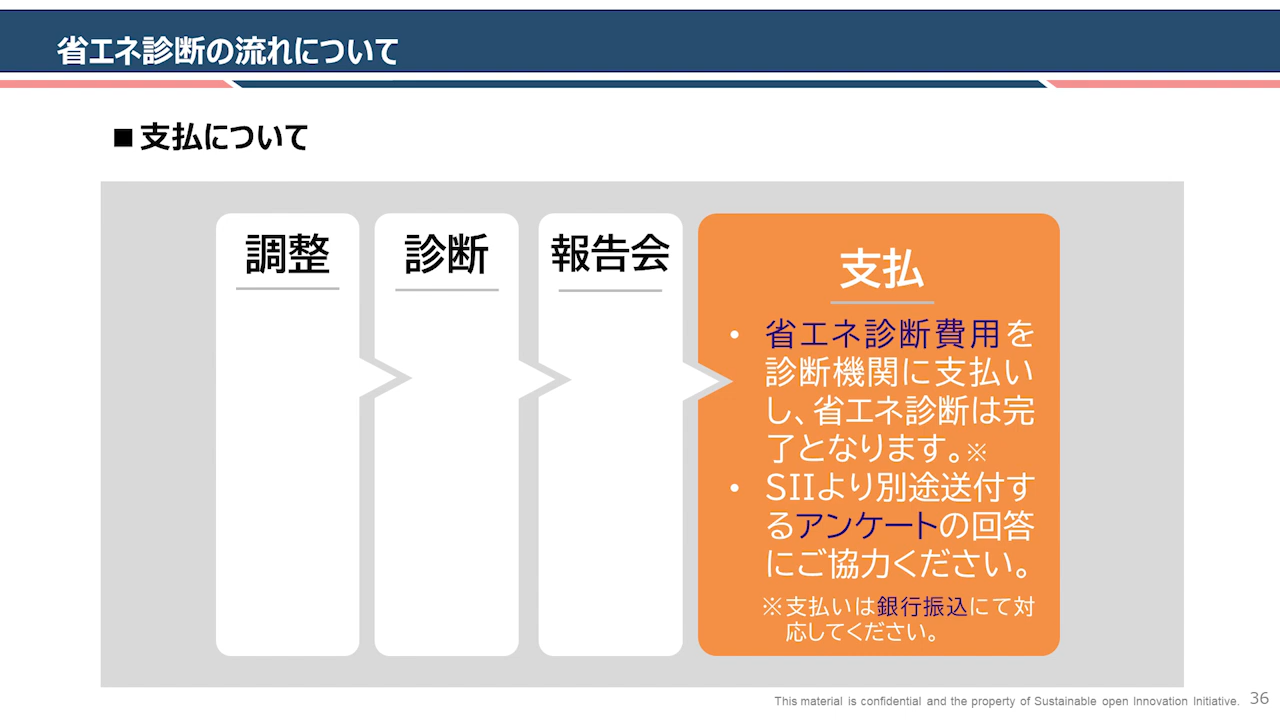 省エネ診断の流れについて
■ 支払について
調整
診断
報告会
支払
• 省エネ診断費用を
診断機関に支払い
し、省エネ診断は完
了となります。※
• SIIより別途送付す
るアンケートの回答
にご協力ください。
※支払いは銀行振込にて対
応してください。
This material is confidential and the property of Sustainable open Innovation Initiative.
36